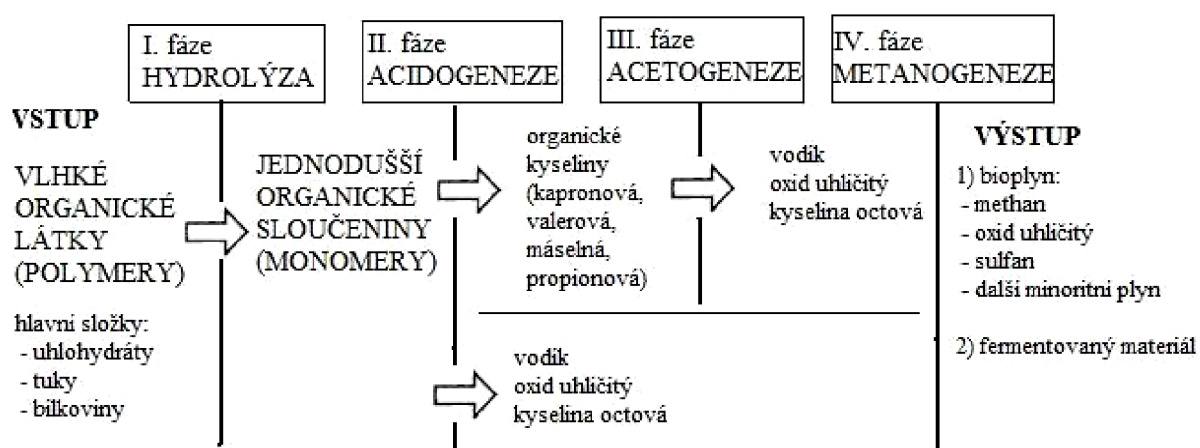 I. fáze
HYDROLÝZA
II. fáze
ACIDOGENEZE
III. fáze
ACETOGENEZE
IV. fáze
METANOGENEZE
VSTUP
VLHKÉ
ORGANICKÉ
LÁTKY
(POLYMERY)
hlavní složky:
- uhlohydráty
- tuky
- bílkoviny
JEDNODUŠŠÍ
ORGANICKÉ
SLOUČENINY
(MONOMERY)
organické
kyseliny
(kapronová,
valerová,
máselná,
propionová)
vodík
oxid uhličitý
kyselina octová
vodík
oxid uhličitý
kyselina octová
VÝSTUP
1) bioplyn:
- methan
- oxid uhličitý
- sulfan
- další minoritní plyn
2) fermentovaný materiál